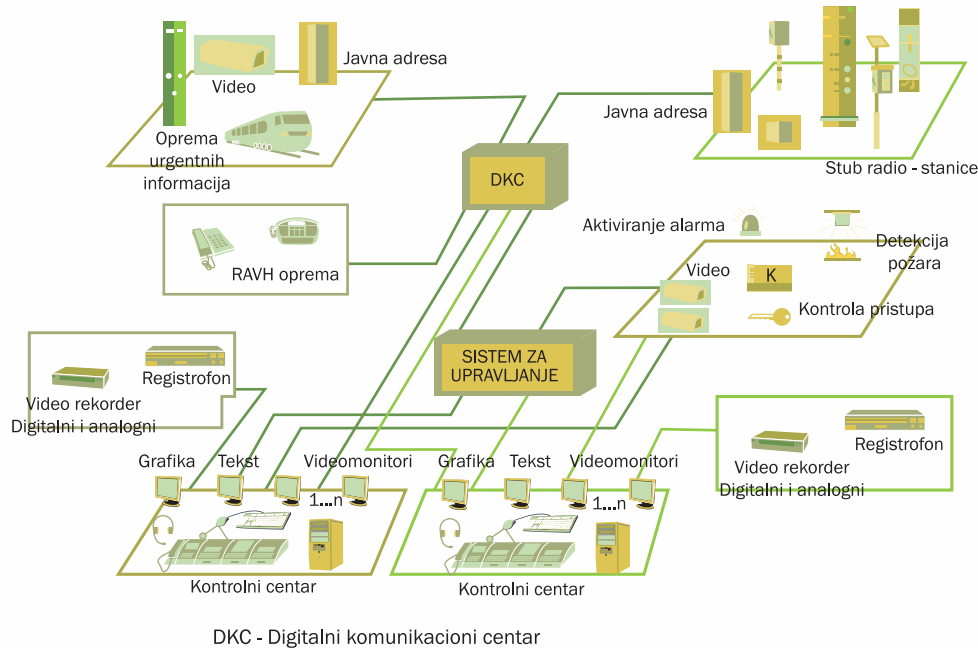 Javna adresa
Video
Oprema
urgentnih
informacija
Javna adresa
Stub radio - stanice
DKC
RAVH oprema
Aktiviranje alarma
Detekcija
požara
Video
K
Kontrola pristupa
SISTEM ZA
UPRAVLJANJE
Registrofon
Video rekorder
Digitalni i analogni
Registrofon
Video rekorder
Digitalni i analogni
Grafika
Tekst
Videomonitori
1...n
Kontrolni centar
Grafika
Tekst
Videomonitori
1...n
Kontrolni centar
DKC - Digitalni komunikacioni centar